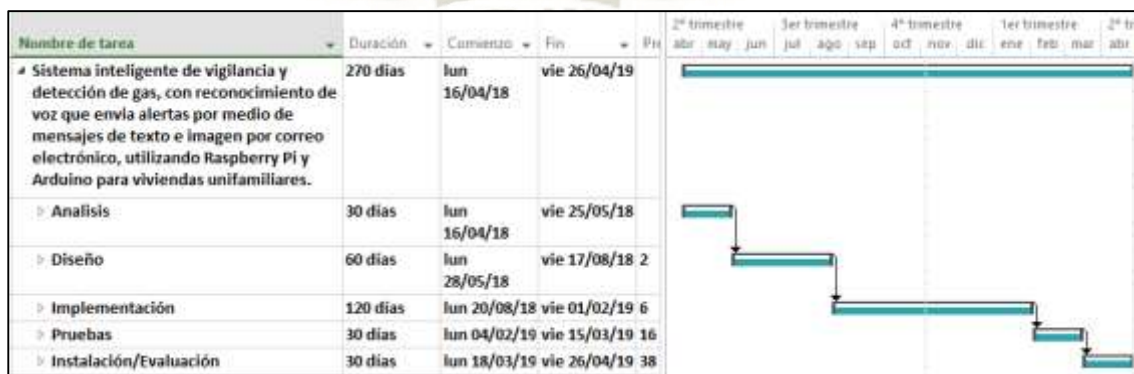 2º trimestre 3er trimestre 4º trimestre 1er trimestre 2º tr
Nombre de tarea Duración Comienzo Fin Pre abr may jun jul ago sep oct nov dic ene feb mar abr
Sistema inteligente de vigilancia y 270 días lun vie 26/04/19
detección de gas, con reconocimiento de 16/04/18
voz que envia alertas por medio de
mensajes de texto e imagen por correo
electrónico, utilizando Raspberry Pi y
Arduino para viviendas unifamiliares.
Analisis 30 días lun vie 25/05/18
16/04/18
Diseño 60 días lun vie 17/08/18 2
28/05/18
Implementación 120 días lun 20/08/18 vie 01/02/19 6
Pruebas 30 días lun 04/02/19 vie 15/03/19 16
Instalación/Evaluación 30 días lun 18/03/19 vie 26/04/19 38